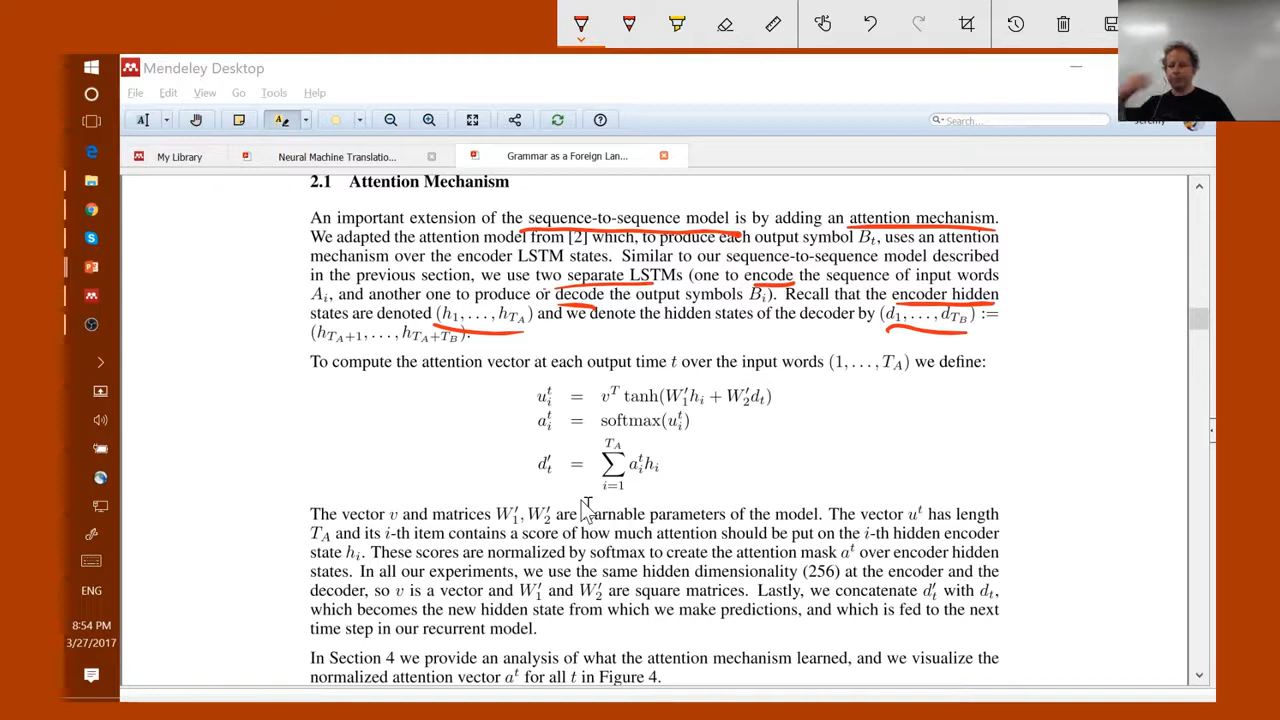 Mendeley Desktop
File Edit View Go Tools Help
Search...
My Library
Neural Machine Translatio...
Grammar as a Foreign Lan...
2.1 Attention Mechanism
An important extension of the sequence-to-sequence model is by adding an attention mechanism.
We adapted the attention model from [2] which, to produce each output symbol B_t, uses an attention
mechanism over the encoder LSTM states. Similar to our sequence-to-sequence model described
in the previous section, we use two separate LSTMs (one to encode the sequence of input words
A_i, and another one to produce or decode the output symbols B_i). Recall that the encoder hidden
states are denoted (h_1, . . . , h_{T_A}) and we denote the hidden states of the decoder by (d_1, . . . , d_{T_B}) :=
(h_{T_A+1}, . . . , h_{T_A+T_B}).
To compute the attention vector at each output time t over the input words (1, . . . , T_A) we define:
u_i^t = v^T tanh(W_1'h_i + W_2'd_t)
a_i^t = softmax(u_i^t)
d_t' = ∑_{i=1}^{T_A} a_i^t h_i
The vector v and matrices W_1', W_2' are learnable parameters of the model. The vector u^t has length
T_A and its i-th item contains a score of how much attention should be put on the i-th hidden encoder
state h_i. These scores are normalized by softmax to create the attention mask a^t over encoder hidden
states. In all our experiments, we use the same hidden dimensionality (256) at the encoder and the
decoder, so v is a vector and W_1' and W_2' are square matrices. Lastly, we concatenate d_t' with d_t,
which becomes the new hidden state from which we make predictions, and which is fed to the next
time step in our recurrent model.
In Section 4 we provide an analysis of what the attention mechanism learned, and we visualize the
normalized attention vector a^t for all t in Figure 4.
ENG
8:54 PM
3/27/2017